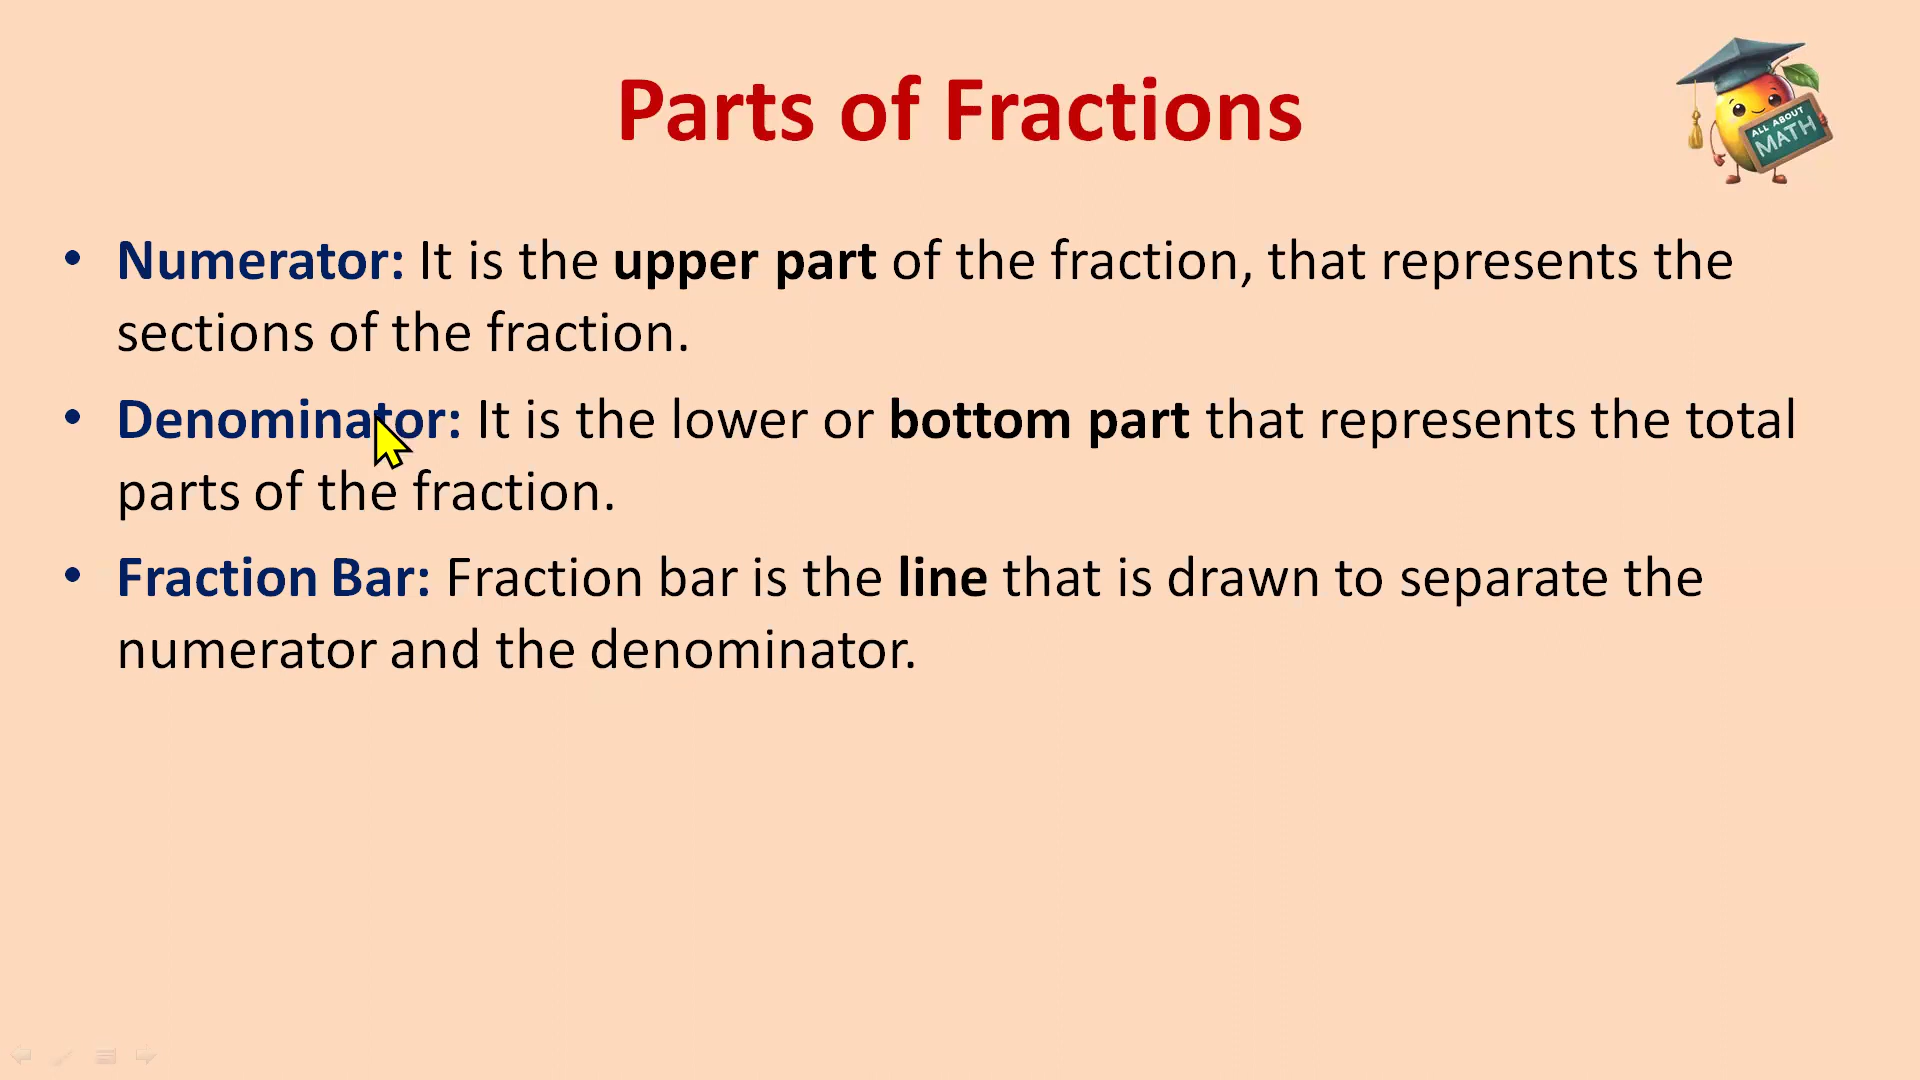 Parts of Fractions
ALL ABOUT
MATH
• Numerator: It is the upper part of the fraction, that represents the
sections of the fraction.
• Denominator: It is the lower or bottom part that represents the total
parts of the fraction.
• Fraction Bar: Fraction bar is the line that is drawn to separate the
numerator and the denominator.